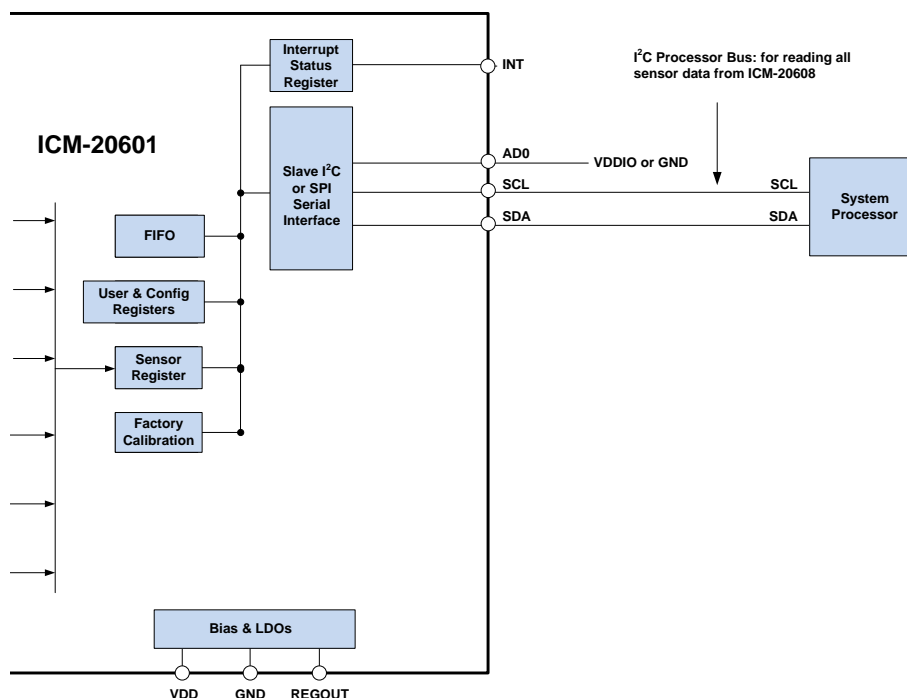 Interrupt
Status
Register
INT
I²C Processor Bus: for reading all
sensor data from ICM-20608
ICM-20601
Slave I²C
or SPI
Serial
Interface
AD0
VDDIO or GND
SCL
SCL
SDA
SDA
System
Processor
FIFO
User & Config
Registers
Sensor
Register
Factory
Calibration
Bias & LDOs
VDD
GND
REGOUT